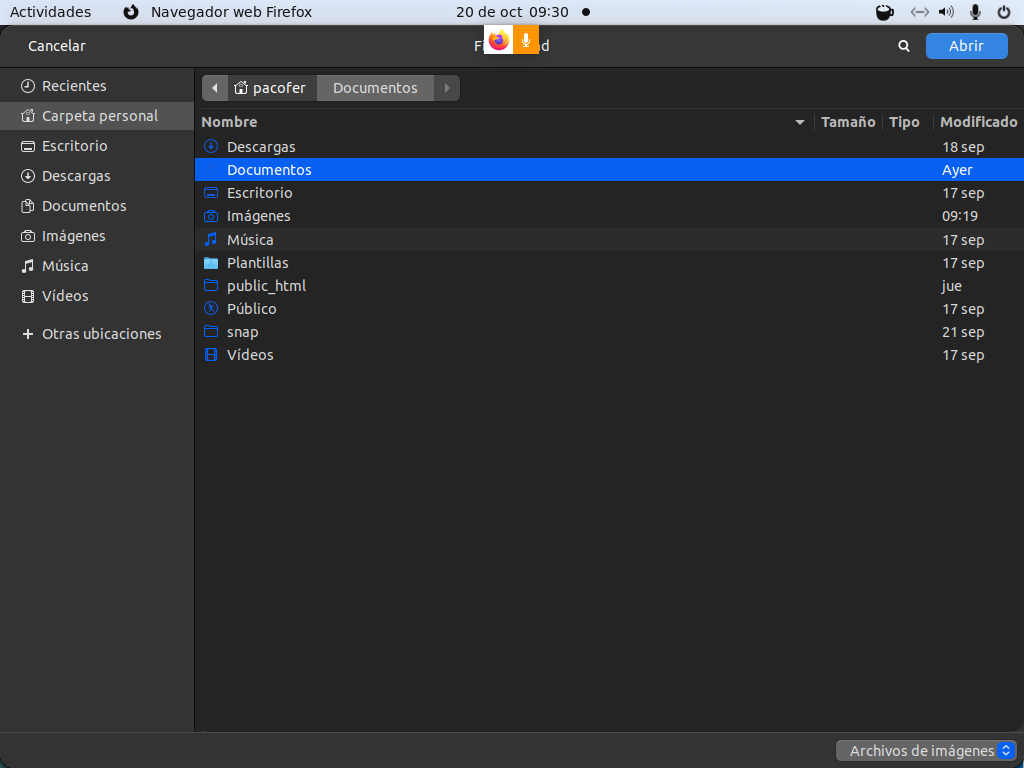 Actividades Navegador web Firefox 20 de oct 09:30
Cancelar Abrir
Recientes
Carpeta personal
Escritorio
Descargas
Documentos
Imágenes
Música
Vídeos
Otras ubicaciones
pacofer Documentos
Nombre Tamaño Tipo Modificado
Descargas 18 sep
Documentos Ayer
Escritorio 17 sep
Imágenes 09:19
Música 17 sep
Plantillas 17 sep
public_html jue
Público 17 sep
snap 21 sep
Vídeos 17 sep
Archivos de imágenes